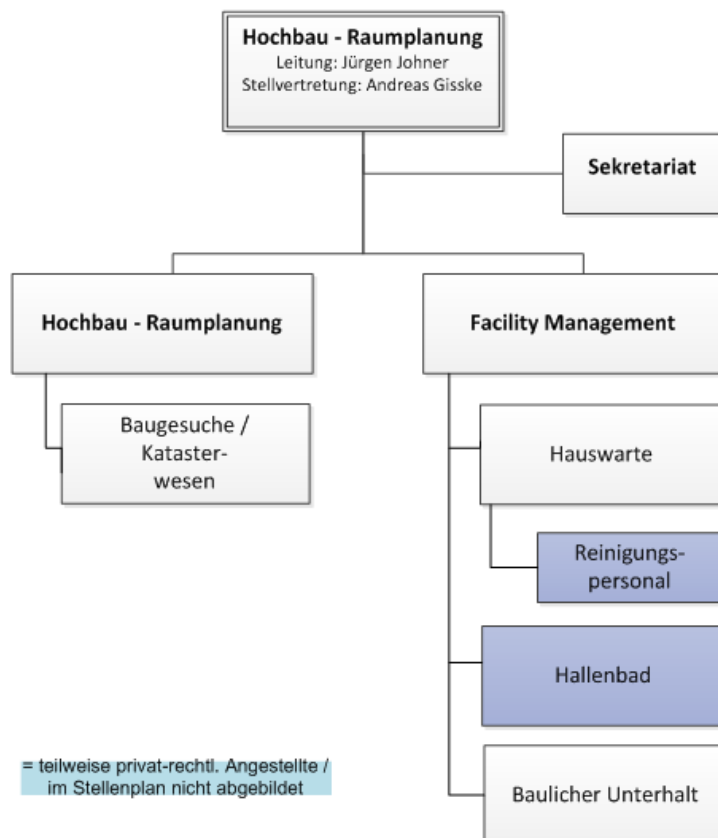 Hochbau - Raumplanung
Leitung: Jürgen Johner
Stellvertretung: Andreas Gisske
Sekretariat
Hochbau - Raumplanung
Facility Management
Baugesuche /
Kataster-
wesen
Hauswarte
Reinigungs-
personal
Hallenbad
Baulicher Unterhalt
= teilweise privat-rechtl. Angestellte /
im Stellenplan nicht abgebildet